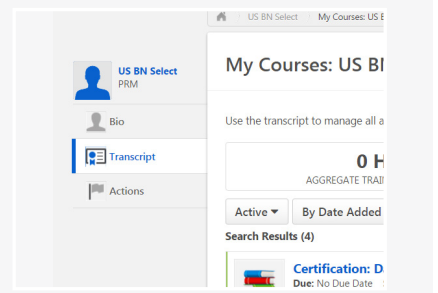 US BN Select My Courses: US B
US BN Select
PRM
Bio
Transcript
Actions
My Courses: US B
Use the transcript to manage all a
0 H
AGGREGATE TRAI
Active By Date Added
Search Results (4)
Certification: D
Due: No Due Date